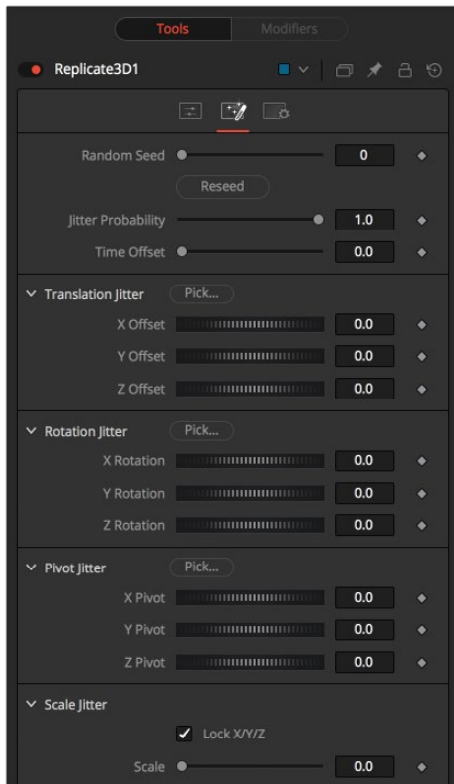 Tools Modifiers
Replicate3D1
Random Seed 0
Reseed
Jitter Probability 1.0
Time Offset 0.0
Translation Jitter Pick...
X Offset 0.0
Y Offset 0.0
Z Offset 0.0
Rotation Jitter Pick...
X Rotation 0.0
Y Rotation 0.0
Z Rotation 0.0
Pivot Jitter Pick...
X Pivot 0.0
Y Pivot 0.0
Z Pivot 0.0
Scale Jitter
Lock X/Y/Z
Scale 0.0